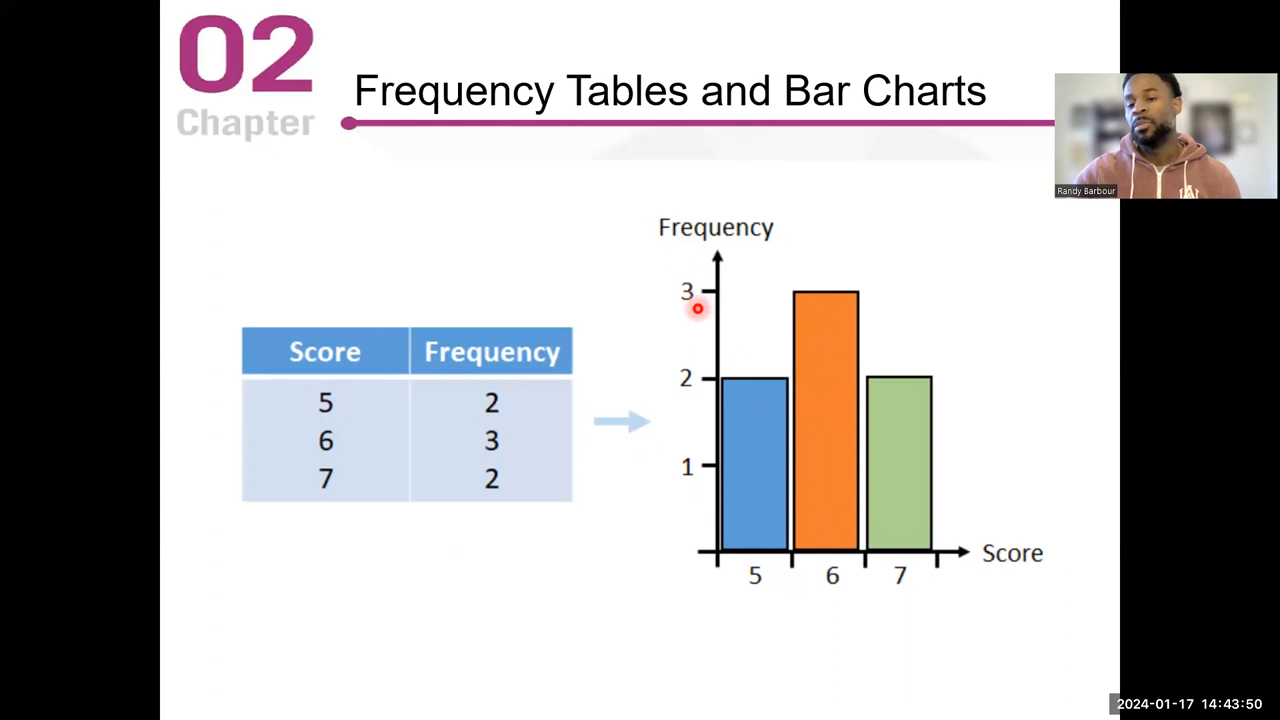 02
Chapter
Frequency Tables and Bar Charts
Randy Barbour
Score Frequency
5 2
6 3
7 2
Frequency
3
2
1
5 6 7
Score
2024-01-17 14:43:50